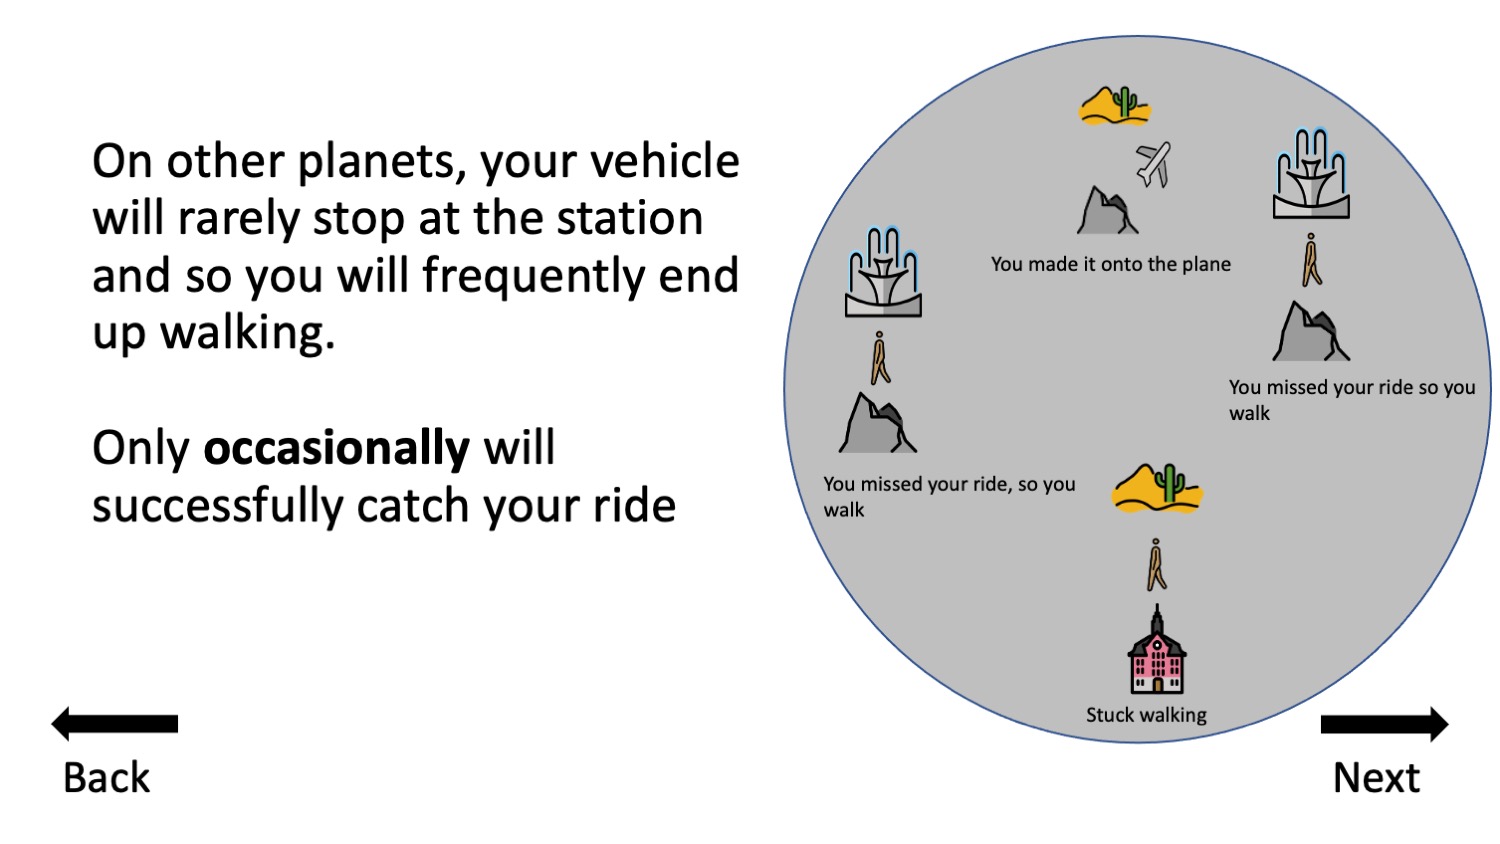 On other planets, your vehicle
will rarely stop at the station
and so you will frequently end
up walking.
Only occasionally will
successfully catch your ride
You made it onto the plane
You missed your ride so you
walk
You missed your ride, so you
walk
Stuck walking
Back
Next